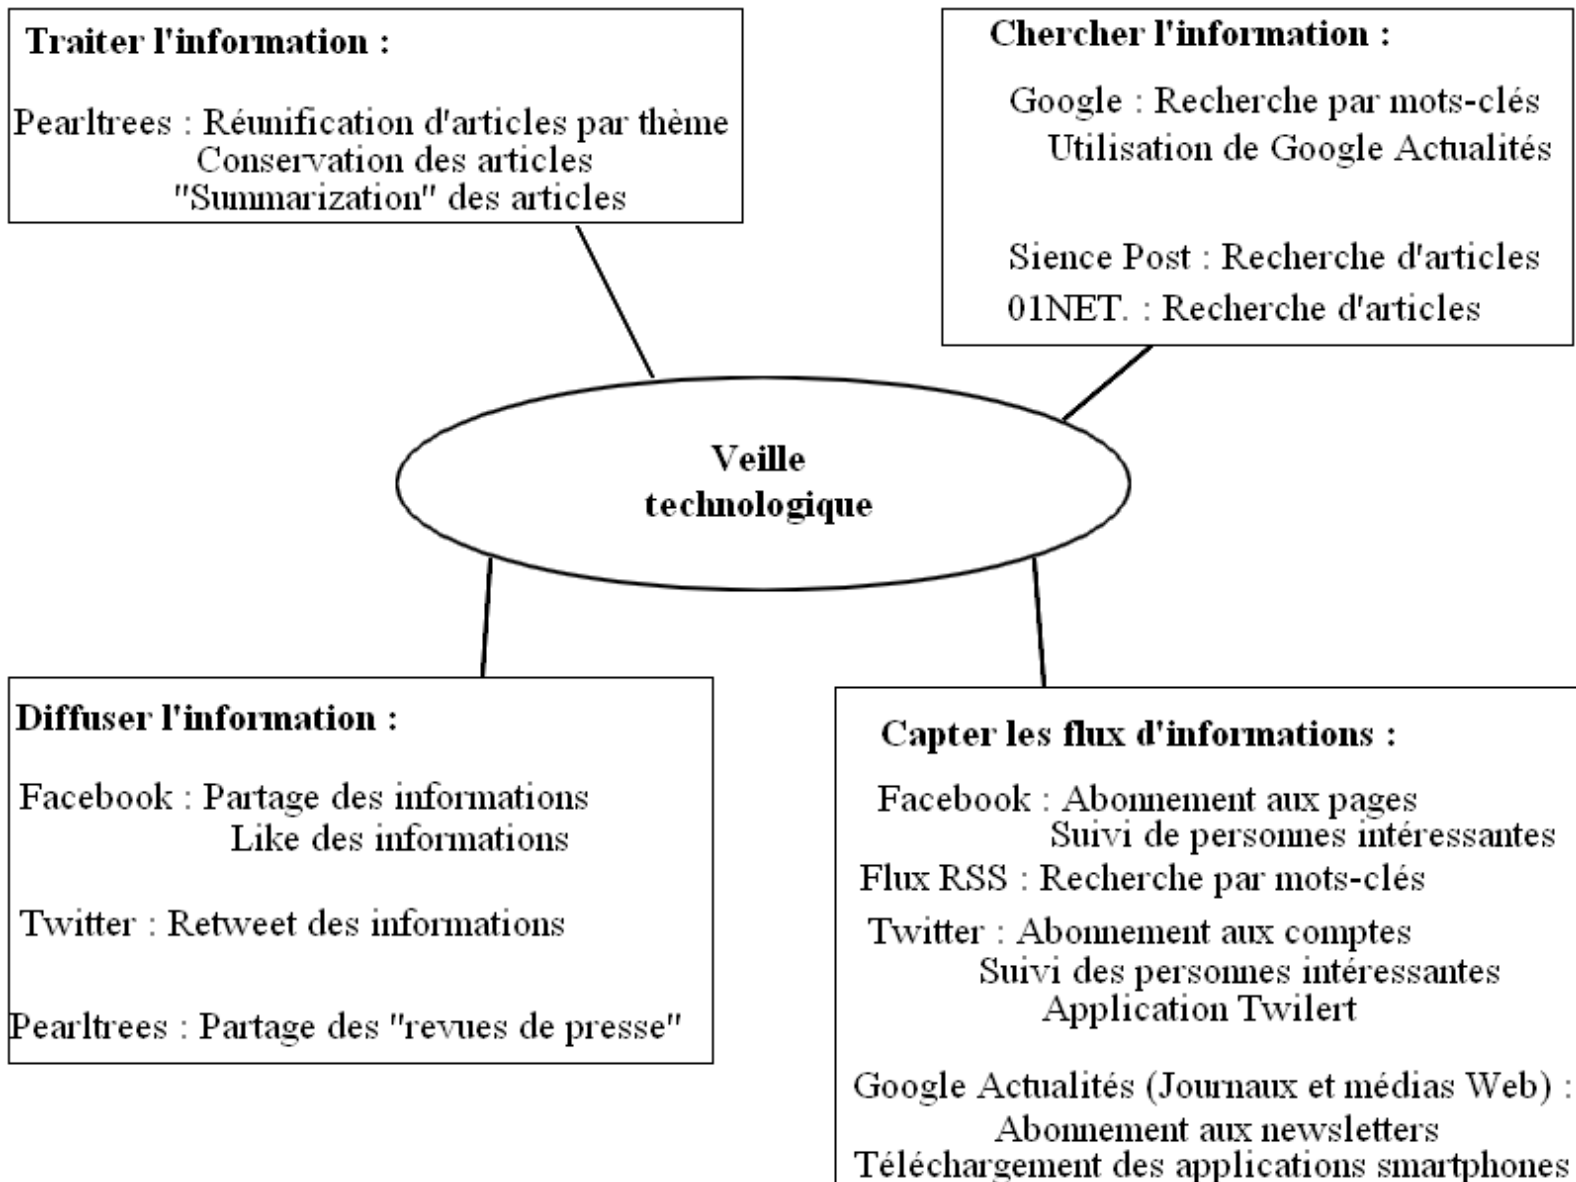 Traiter l'information :
Pearltrees : Réunification d'articles par thème
Conservation des articles
"Summarization" des articles
Chercher l'information :
Google : Recherche par mots-clés
Utilisation de Google Actualités
Sience Post : Recherche d'articles
01NET. : Recherche d'articles
Veille
technologique
Diffuser l'information :
Facebook : Partage des informations
Like des informations
Twitter : Retweet des informations
Pearltrees : Partage des "revues de presse"
Capter les flux d'informations :
Facebook : Abonnement aux pages
Suivi de personnes intéressantes
Flux RSS : Recherche par mots-clés
Twitter : Abonnement aux comptes
Suivi des personnes intéressantes
Application Twilert
Google Actualités (Journaux et médias Web) :
Abonnement aux newsletters
Téléchargement des applications smartphones